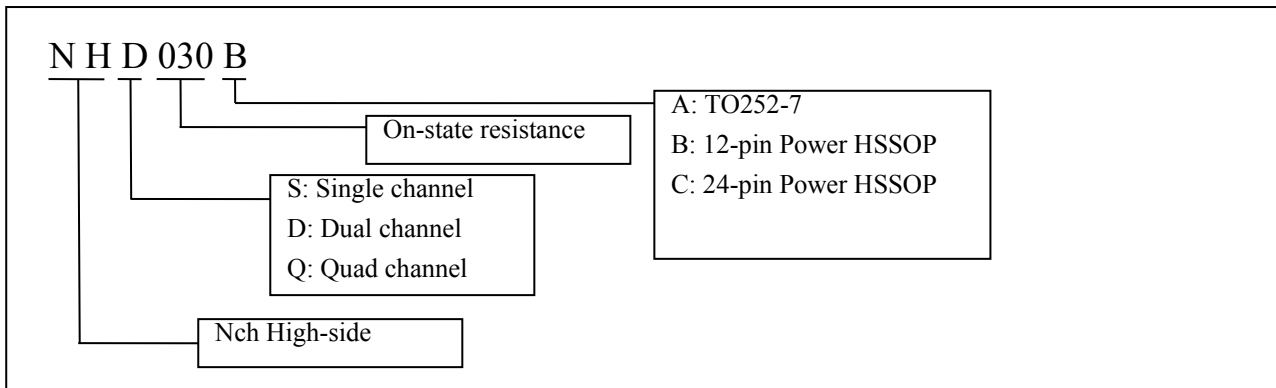 N H D 030 B
A: TO252-7
B: 12-pin Power HSSOP
C: 24-pin Power HSSOP
On-state resistance
S: Single channel
D: Dual channel
Q: Quad channel
Nch High-side